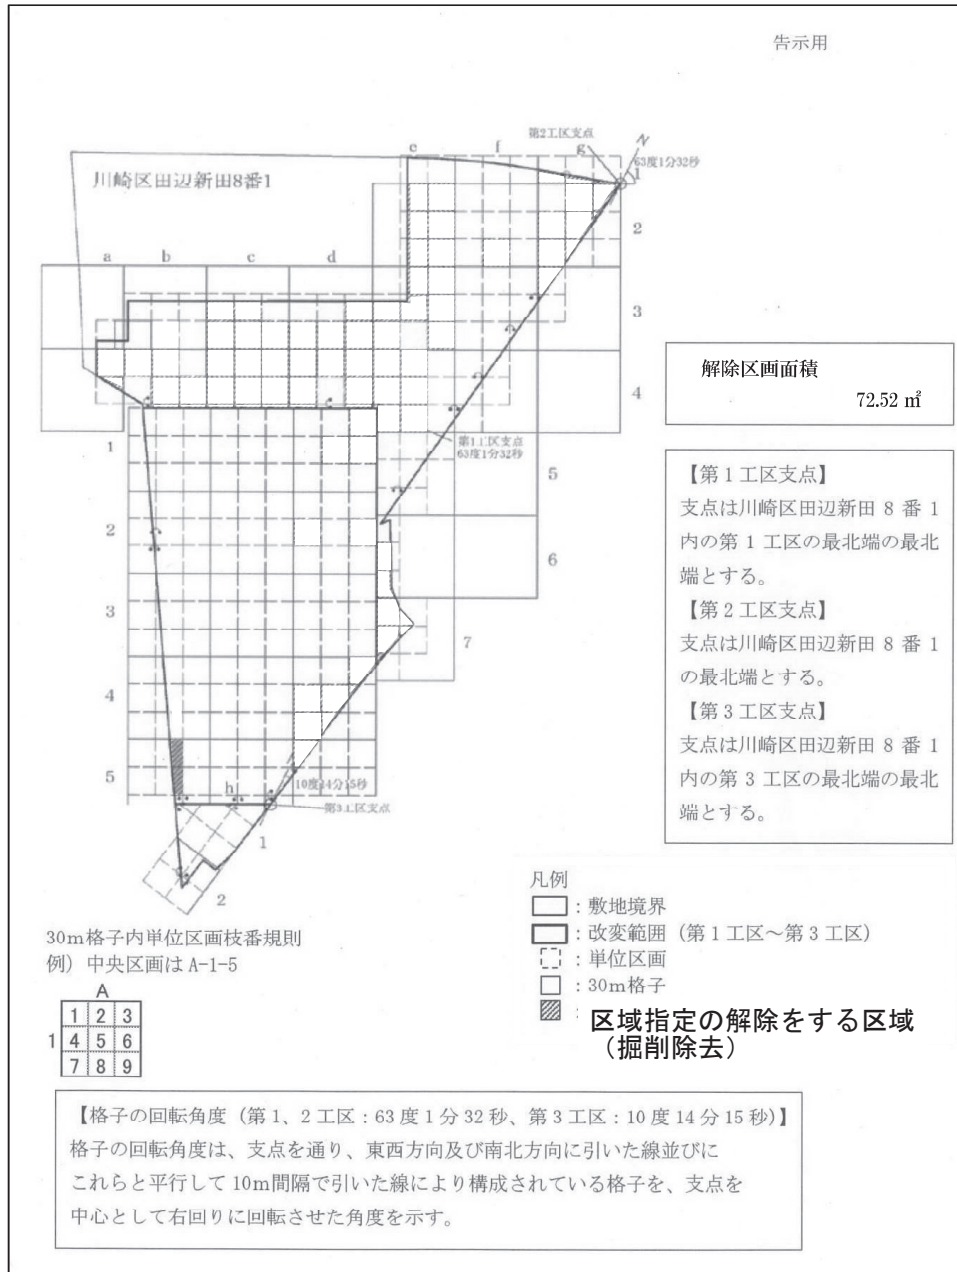 告示用
第2工区支点
63度1分32秒
N
e
f
g
1
川崎区田辺新田8番1
2
a
b
c
d
3
4
解除区画面積
72.52 ㎡
第1工区支点
63度1分32秒
1
5
2
6
3
7
4
5
【第 1 工区支点】
支点は川崎区田辺新田 8 番 1
内の第 1 工区の最北端の最北
端とする。
【第 2 工区支点】
支点は川崎区田辺新田 8 番 1
の最北端とする。
【第 3 工区支点】
支点は川崎区田辺新田 8 番 1
内の第 3 工区の最北端の最北
端とする。
10度14分15秒
h
第3工区支点
1
2
凡例
：敷地境界
：改変範囲（第 1 工区～第 3 工区）
：単位区画
：30m格子
：区域指定の解除をする区域
（掘削除去）
30m格子内単位区画枝番規則
例）中央区画は A-1-5
A
1 2 3
1 4 5 6
7 8 9
【格子の回転角度（第 1、2 工区：63 度 1 分 32 秒、第 3 工区：10 度 14 分 15 秒）】
格子の回転角度は、支点を通り、東西方向及び南北方向に引いた線並びに
これらと平行して 10m間隔で引いた線により構成されている格子を、支点を
中心として右回りに回転させた角度を示す。